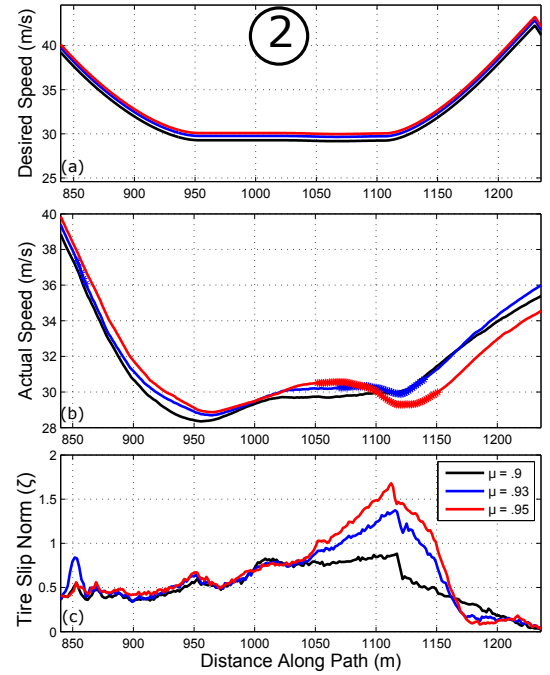 2
Desired Speed (m/s)
45
40
35
30
25
(a)
850 900 950 1000 1050 1100 1150 1200
Actual Speed (m/s)
40
38
36
34
32
30
28
(b)
850 900 950 1000 1050 1100 1150 1200
Tire Slip Norm (ζ)
2
1.5
1
0.5
0
(c)
μ = .9
μ = .93
μ = .95
850 900 950 1000 1050 1100 1150 1200
Distance Along Path (m)